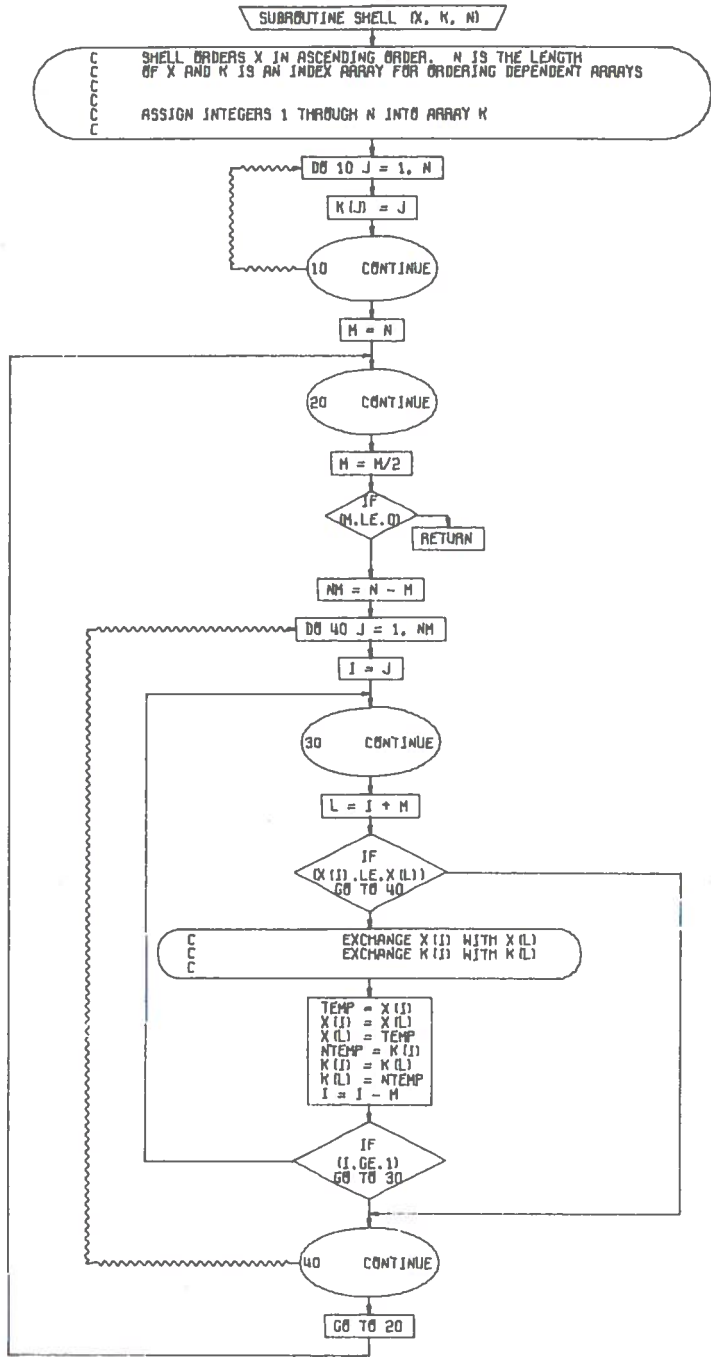 SUBROUTINE SHELL (X, K, N)
C SHELL ORDERS X IN ASCENDING ORDER. N IS THE LENGTH
C OF X AND K IS AN INDEX ARRAY FOR ORDERING DEPENDENT ARRAYS
C
C
C ASSIGN INTEGERS 1 THROUGH N INTO ARRAY K
C
DO 10 J = 1, N
K(J) = J
10 CONTINUE
M = N
20 CONTINUE
M = M/2
IF
(M.LE.0)
RETURN
NM = N - M
DO 40 J = 1, NM
I = J
30 CONTINUE
L = I + M
IF
(X(I).LE.X(L))
GO TO 40
C EXCHANGE X(I) WITH X(L)
C EXCHANGE K(I) WITH K(L)
C
TEMP = X(I)
X(I) = X(L)
X(L) = TEMP
NTEMP = K(I)
K(I) = K(L)
K(L) = NTEMP
I = I - M
IF
(I.GE.1)
GO TO 30
40 CONTINUE
GO TO 20